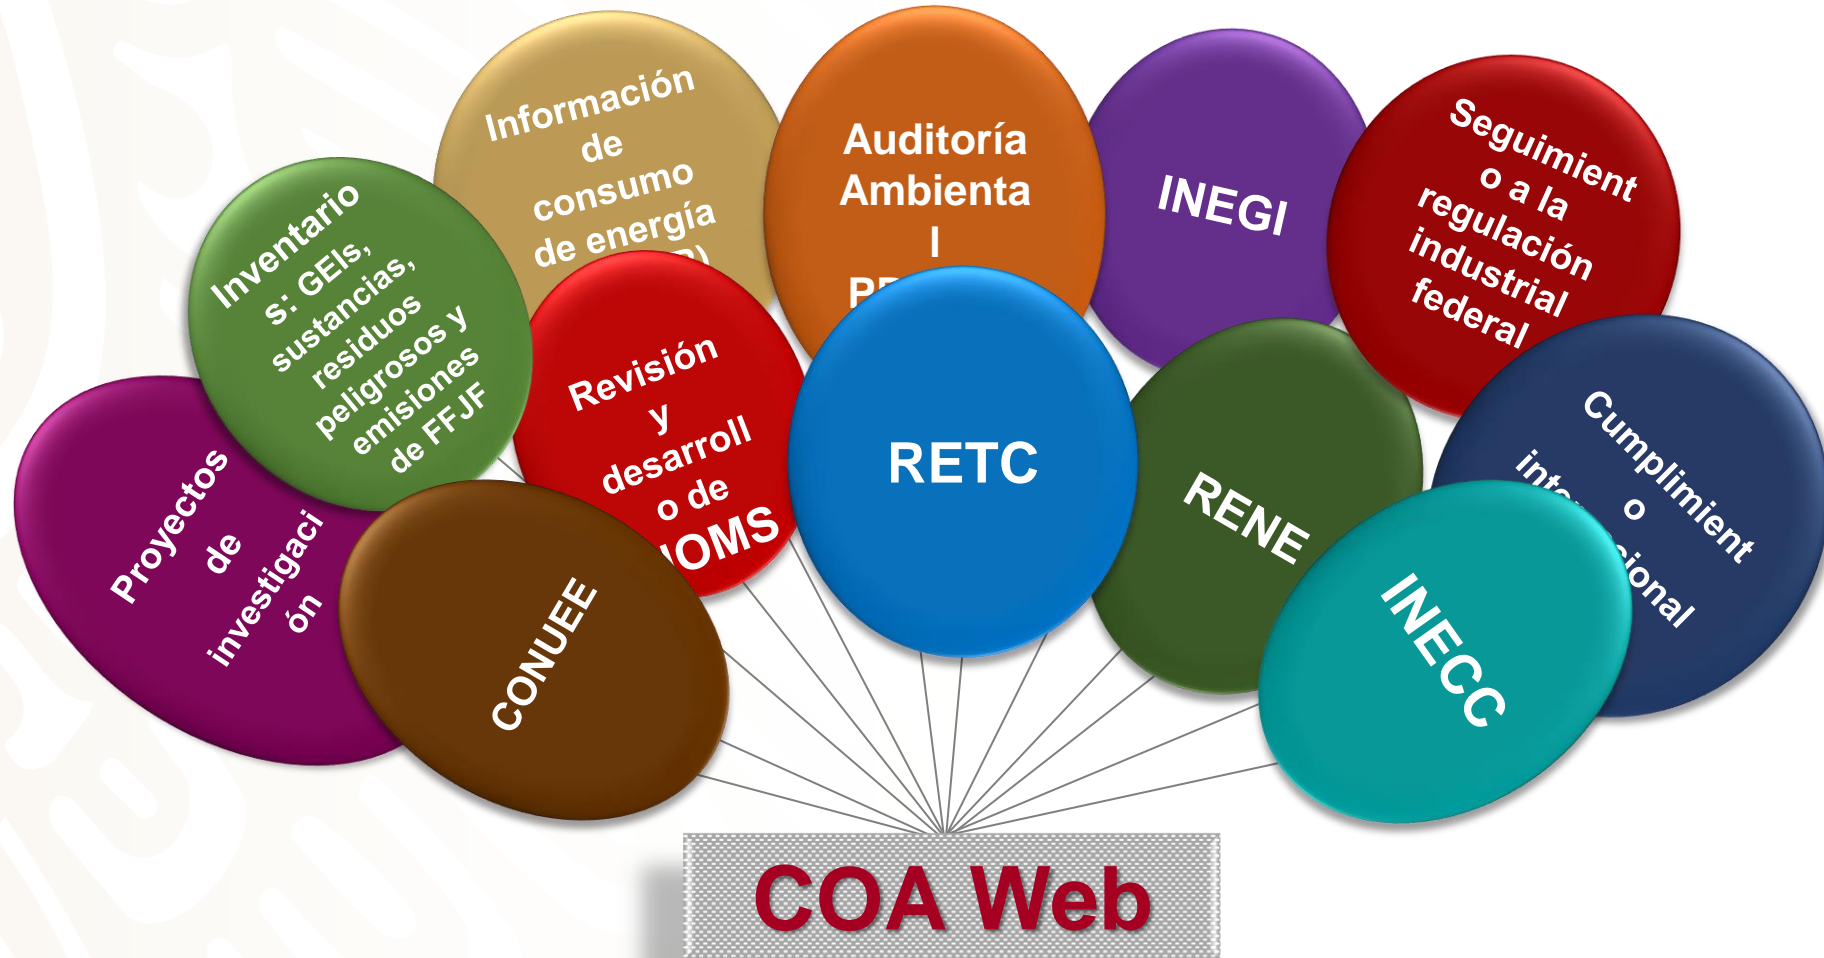 Información
de
consumo
de energía
Auditoría
Ambienta
l
INEGI
Seguimient
o a la
regulación
industrial
federal
Inventario
s: GEIs,
sustancias,
residuos
peligrosos y
emisiones
de FFJF
Revisión
y
desarroll
o de
RETC
RENE
Cumplimient
o
Proyectos
de
investigaci
ón
CONUEE
INECC
COA Web